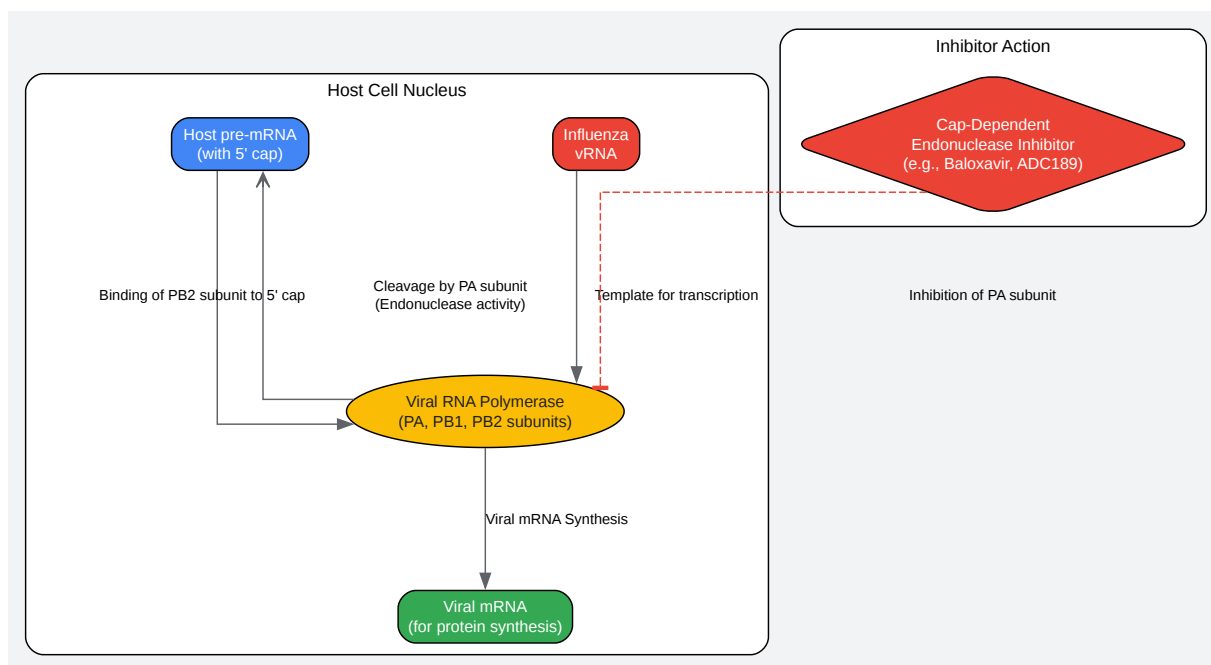 Inhibitor Action
Host Cell Nucleus
Host pre-mRNA
(with 5' cap)
Influenza
vRNA
Cap-Dependent
Endonuclease Inhibitor
(e.g., Baloxavir, ADC189)
Binding of PB2 subunit to 5' cap
Cleavage by PA subunit
(Endonuclease activity)
Template for transcription
Inhibition of PA subunit
Viral RNA Polymerase
(PA, PB1, PB2 subunits)
Viral mRNA Synthesis
Viral mRNA
(for protein synthesis)